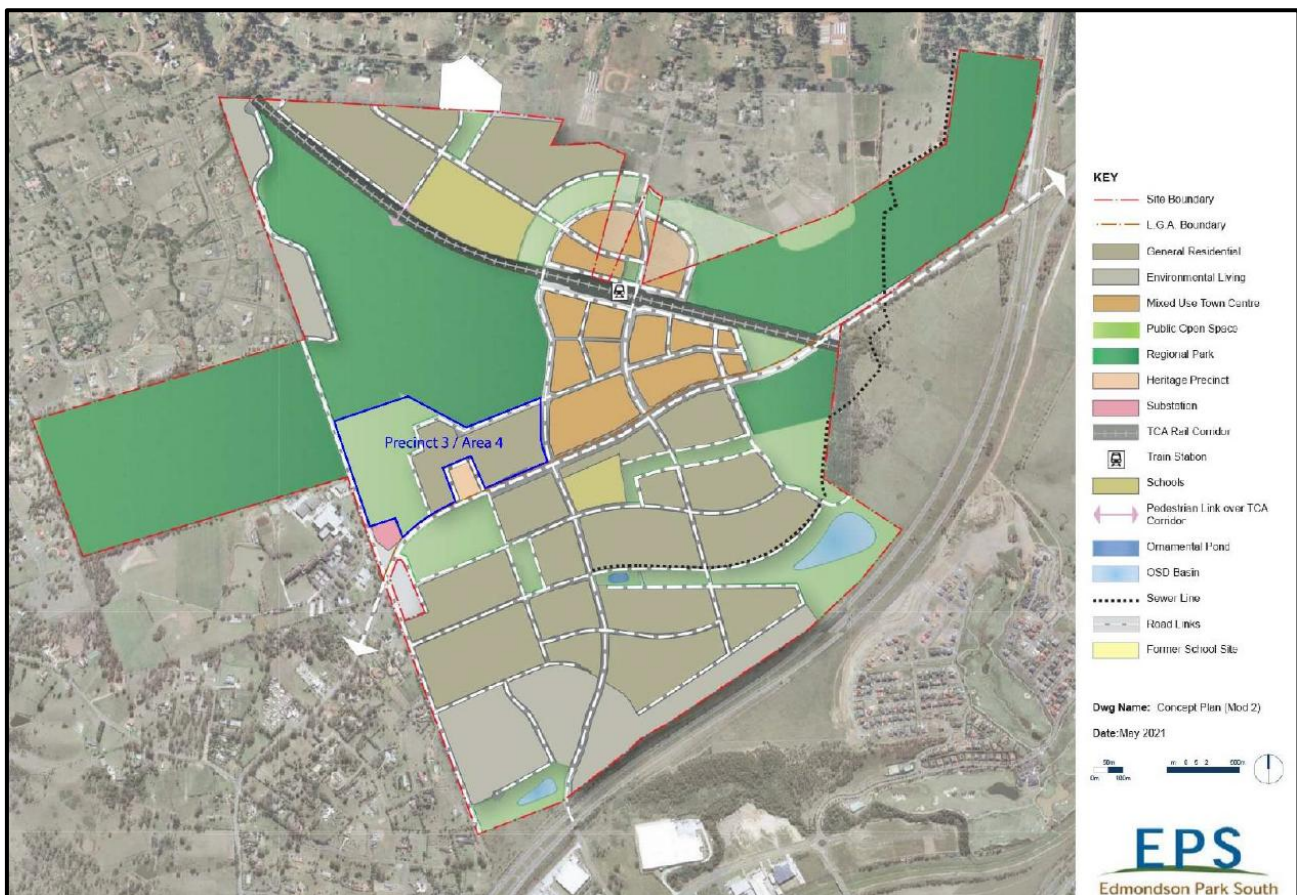 Precinct 3 / Area 4
KEY
Site Boundary
L.G.A. Boundary
General Residential
Environmental Living
Mixed Use Town Centre
Public Open Space
Regional Park
Heritage Precinct
Substation
TCA Rail Corridor
Train Station
Schools
Pedestrian Link over TCA
Corridor
Ornamental Pond
OSD Basin
Sewer Line
Road Links
Former School Site
Dwg Name: Concept Plan (Mod 2)
Date:May 2021
50m
0m 100m
EPS
Edmondson Park South